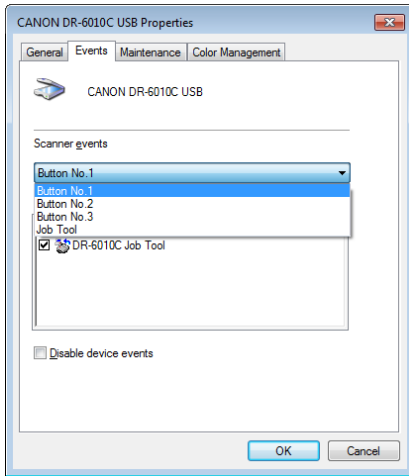 CANON DR-6010C USB Properties
General Events Maintenance Color Management
CANON DR-6010C USB
Scanner events
Button No.1
Button No.1
Button No.2
Button No.3
Job Tool
DR-6010C Job Tool
Disable device events
OK Cancel